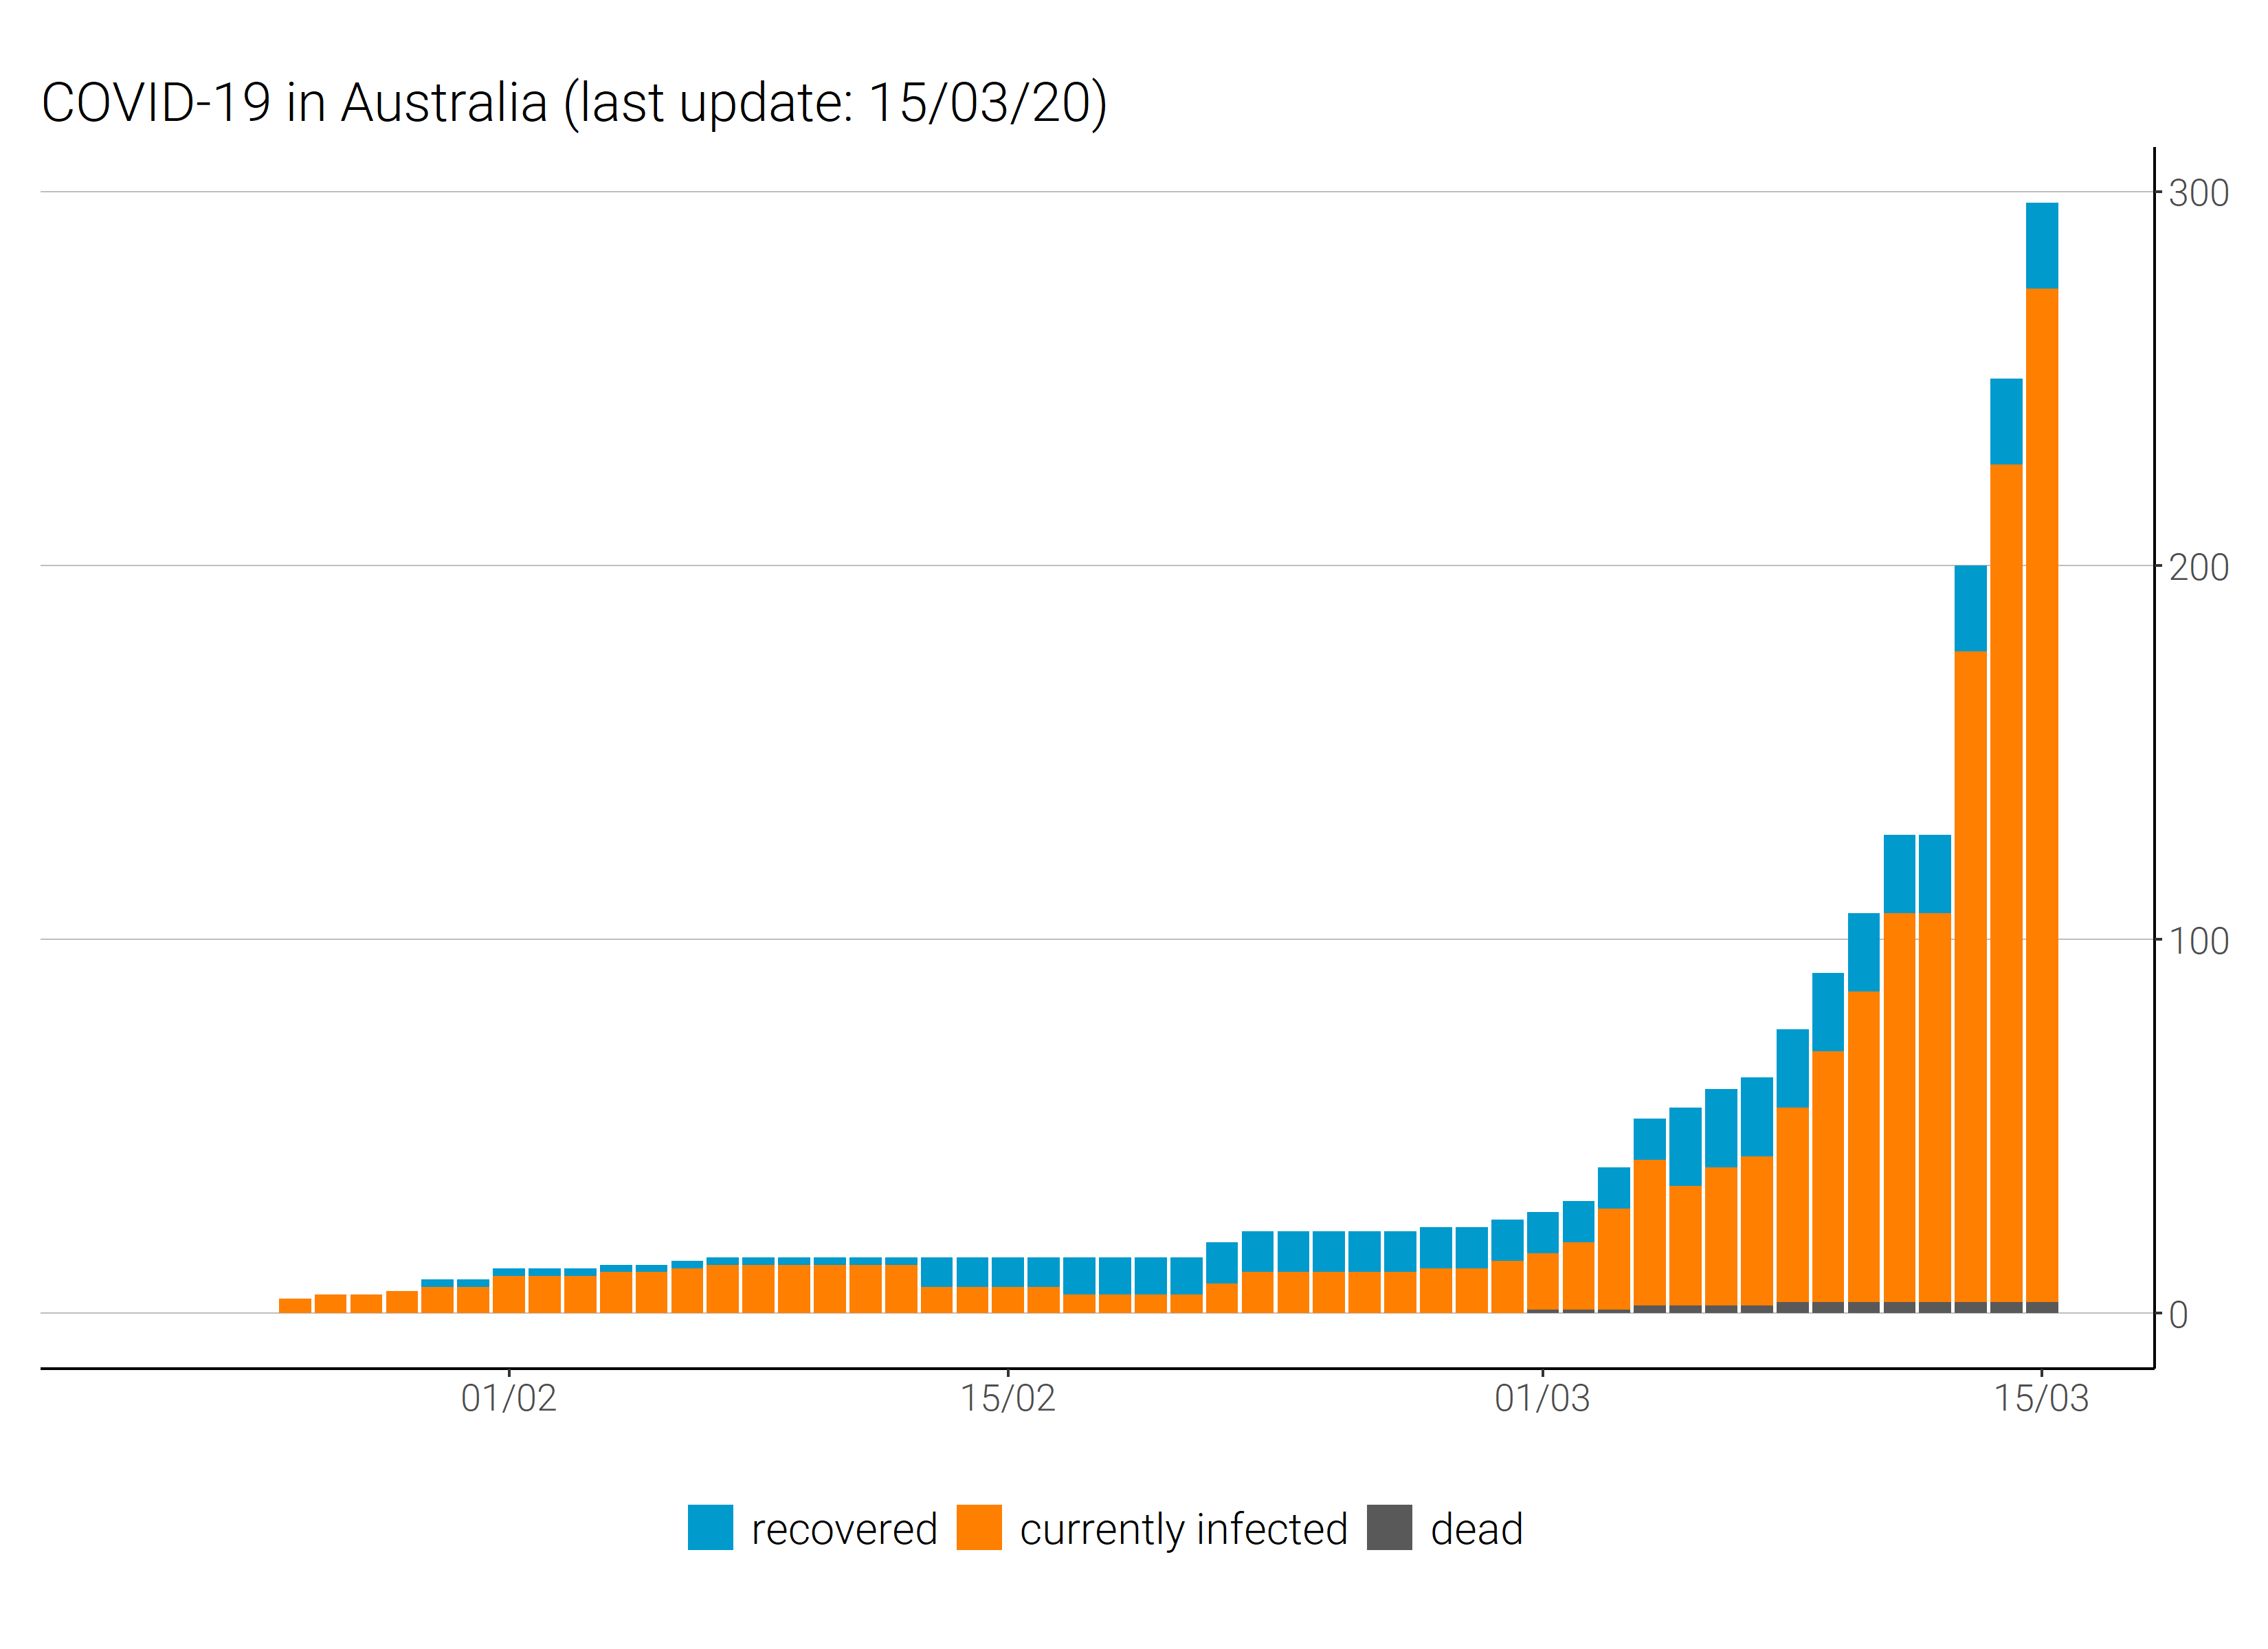 COVID-19 in Australia (last update: 15/03/20)
300
200
100
0
01/02 15/02 01/03 15/03
recovered currently infected dead